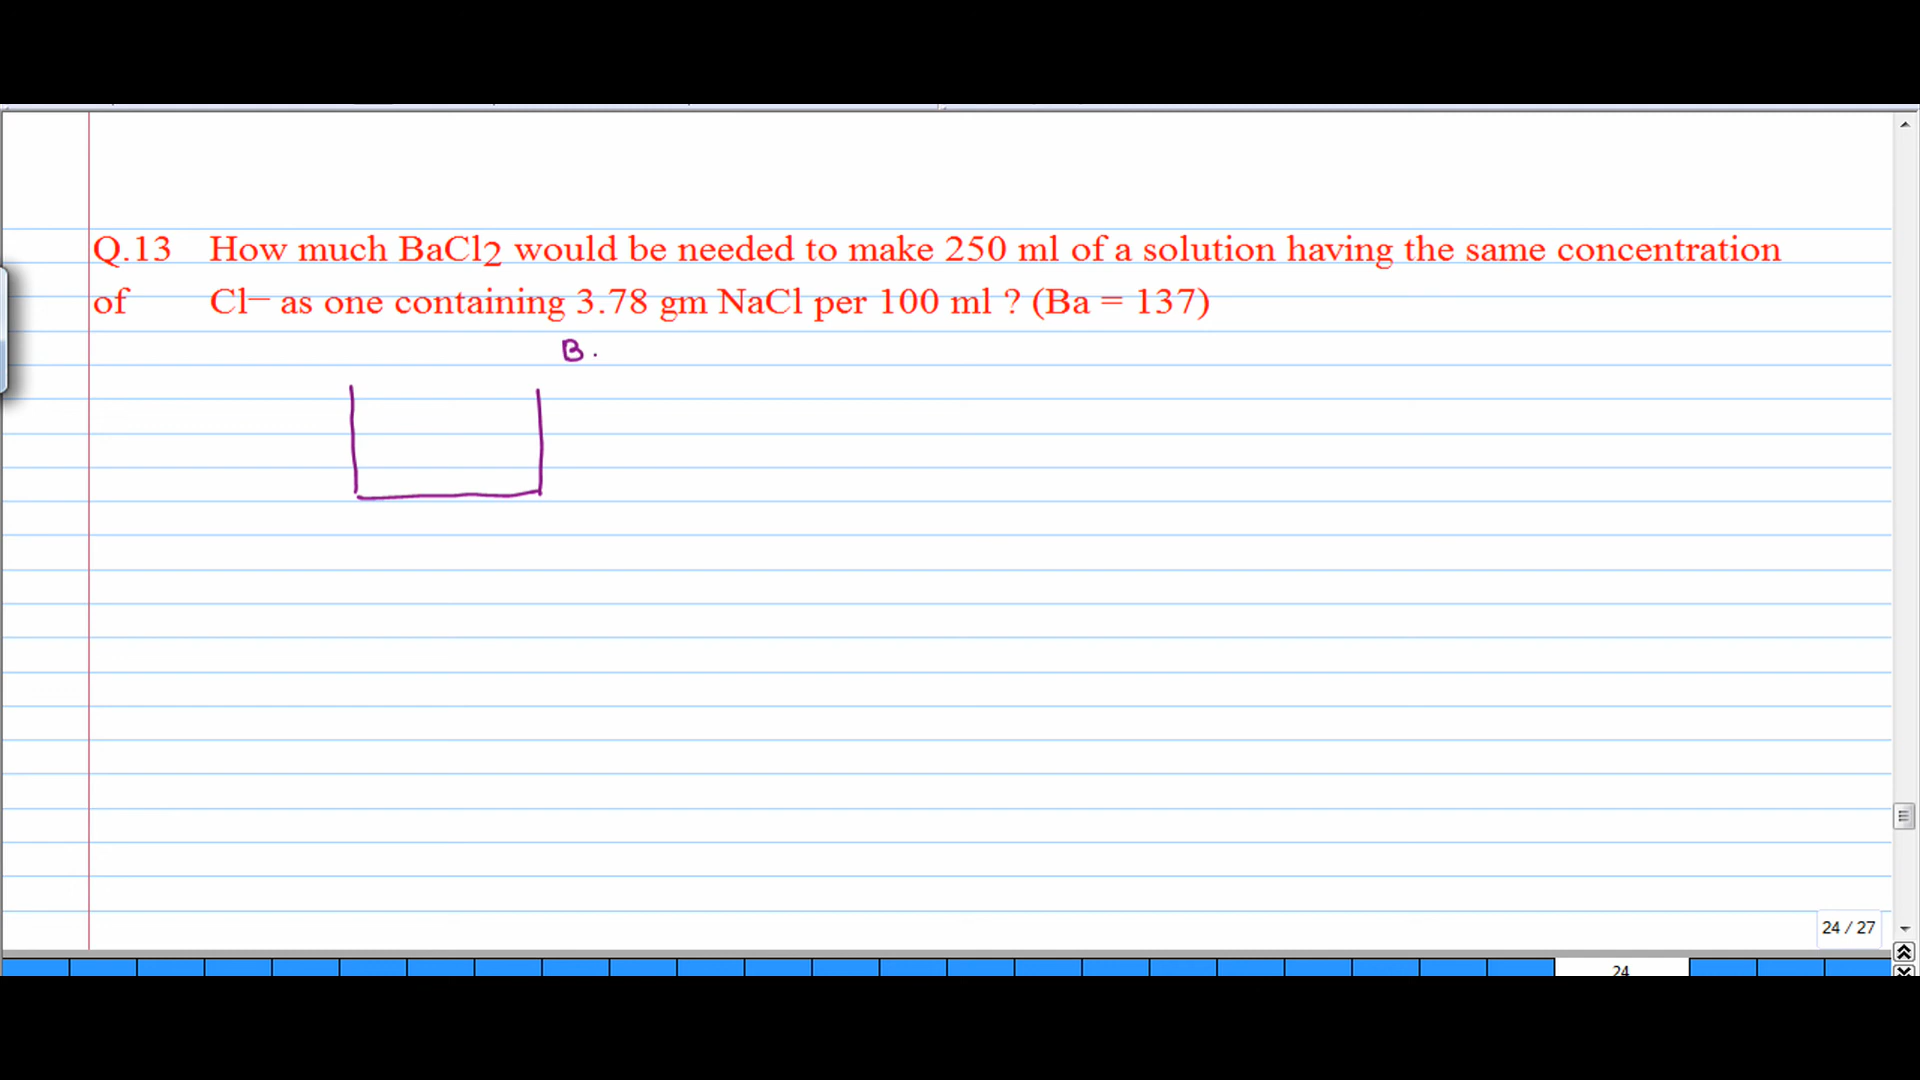 Q.13 How much BaCl2 would be needed to make 250 ml of a solution having the same concentration
of Cl− as one containing 3.78 gm NaCl per 100 ml ? (Ba = 137)
B.
24 / 27
24